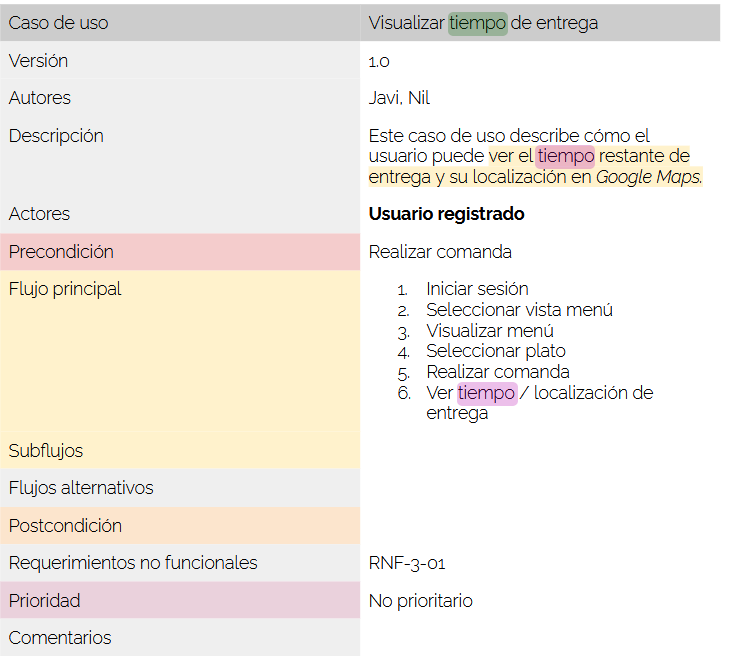 Caso de uso Visualizar tiempo de entrega
Versión 1.0
Autores Javi, Nil
Descripción Este caso de uso describe cómo el
usuario puede ver el tiempo restante de
entrega y su localización en Google Maps.
Actores Usuario registrado
Precondición Realizar comanda
Flujo principal 1. Iniciar sesión
2. Seleccionar vista menú
3. Visualizar menú
4. Seleccionar plato
5. Realizar comanda
6. Ver tiempo / localización de
entrega
Subflujos
Flujos alternativos
Postcondición
Requerimientos no funcionales RNF-3-01
Prioridad No prioritario
Comentarios